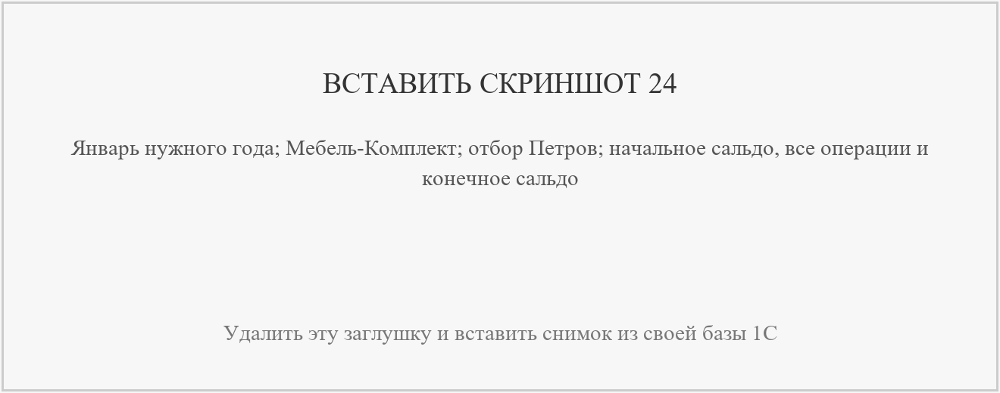 ВСТАВИТЬ СКРИНШОТ 24
Январь нужного года; Мебель-Комплект; отбор Петров; начальное сальдо, все операции и
конечное сальдо
Удалить эту заглушку и вставить снимок из своей базы 1С